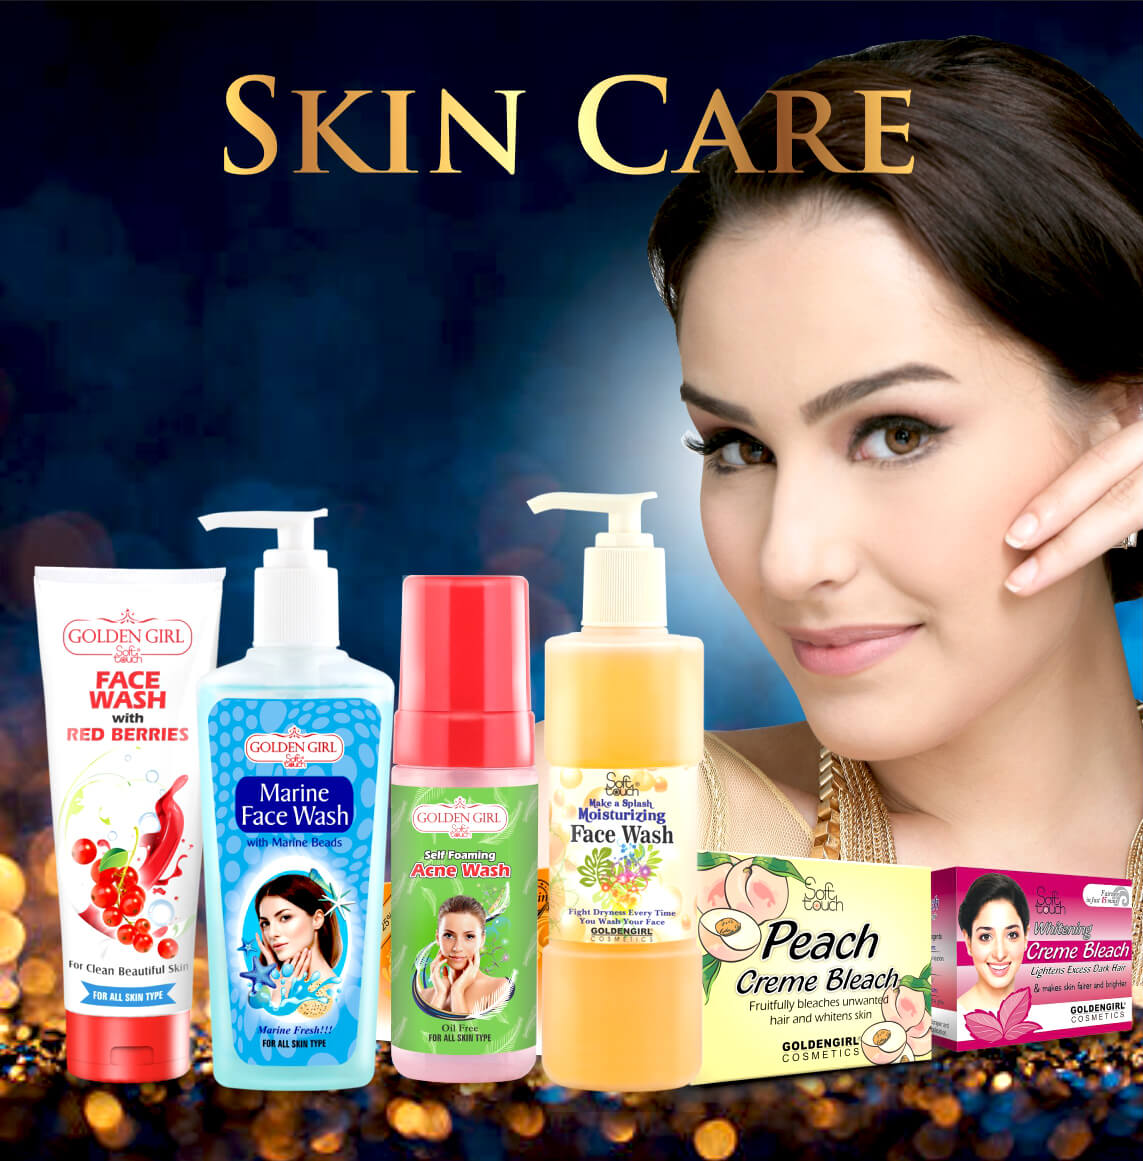 SKIN CARE
GOLDEN GIRL
Soft touch
FACE
WASH
with
RED BERRIES
For Clean Beautiful Skin
FOR ALL SKIN TYPE
GOLDEN GIRL
Soft touch
Marine
Face Wash
with Marine Beads
Marine Fresh!!!
FOR ALL SKIN TYPE
GOLDEN GIRL
Soft touch
Self Foaming
Acne Wash
Oil Free
FOR ALL SKIN TYPE
Soft
touch
Make a Splash
Moisturizing
Face Wash
Fight Dryness Every Time
You Wash Your Face
GOLDENGIRL
COSMETICS
Soft
touch
Peach
Creme Bleach
Fruitfully bleaches unwanted
hair and whitens skin
GOLDENGIRL
COSMETICS
Soft
touch
Whitening
Creme Bleach
Lightens Excess Dark Hair
& makes skin fairer and brighter
GOLDENGIRL
COSMETICS